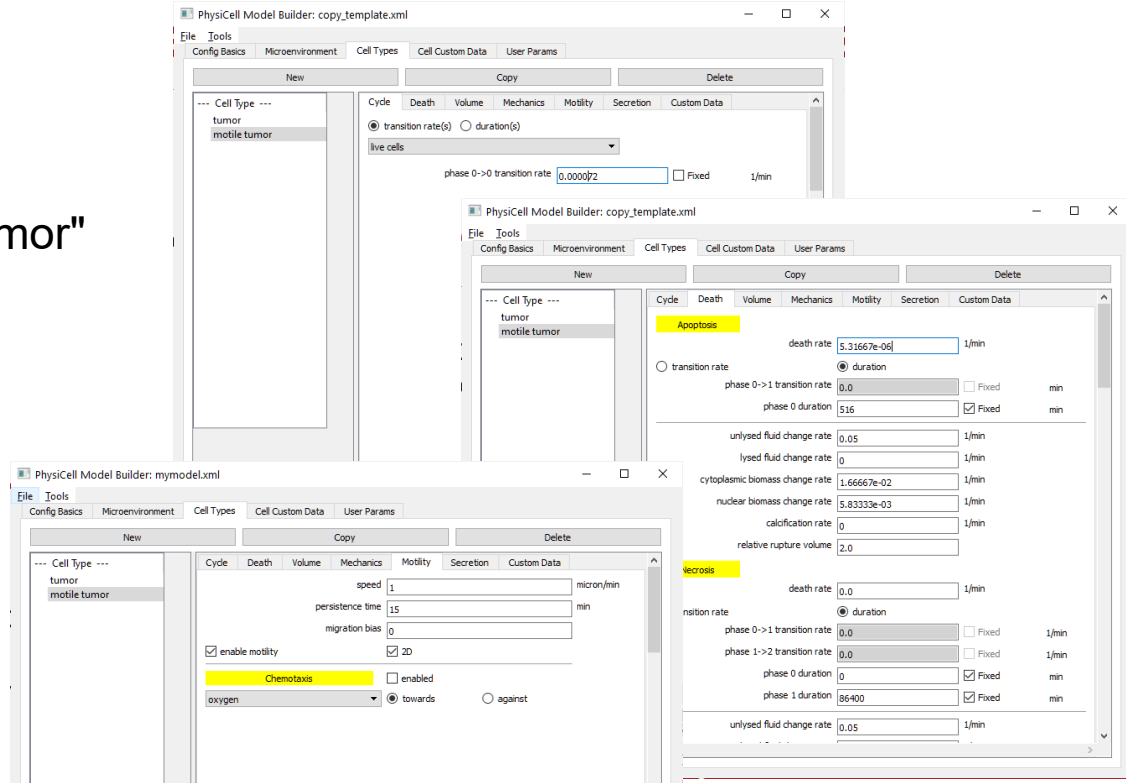 mor"
PhysiCell Model Builder: copy_template.xml
File Tools
Config Basics Microenvironment Cell Types Cell Custom Data User Params
New Copy Delete
--- Cell Type ---
tumor
motile tumor
Cycle Death Volume Mechanics Motility Secretion Custom Data
transition rate(s) duration(s)
live cells
phase 0->0 transition rate 0.000072 Fixed 1/min
PhysiCell Model Builder: copy_template.xml
File Tools
Config Basics Microenvironment Cell Types Cell Custom Data User Params
New Copy Delete
--- Cell Type ---
tumor
motile tumor
Cycle Death Volume Mechanics Motility Secretion Custom Data
Apoptosis
death rate 5.31667e-06 1/min
transition rate duration
phase 0->1 transition rate 0.0 Fixed min
phase 0 duration 516 Fixed min
unlysed fluid change rate 0.05 1/min
lysed fluid change rate 0 1/min
cytoplasmic biomass change rate 1.66667e-02 1/min
nuclear biomass change rate 5.83333e-03 1/min
calcification rate 0 1/min
relative rupture volume 2.0
Necrosis
death rate 0.0 1/min
nsition rate duration
phase 0->1 transition rate 0.0 Fixed 1/min
phase 1->2 transition rate 0.0 Fixed 1/min
phase 0 duration 0 Fixed min
phase 1 duration 86400 Fixed min
unlysed fluid change rate 0.05 1/min
PhysiCell Model Builder: mymodel.xml
File Tools
Config Basics Microenvironment Cell Types Cell Custom Data User Params
New Copy Delete
--- Cell Type ---
tumor
motile tumor
Cycle Death Volume Mechanics Motility Secretion Custom Data
speed 1 micron/min
persistence time 15 min
migration bias 0
enable motility 2D
Chemotaxis enabled
oxygen towards against